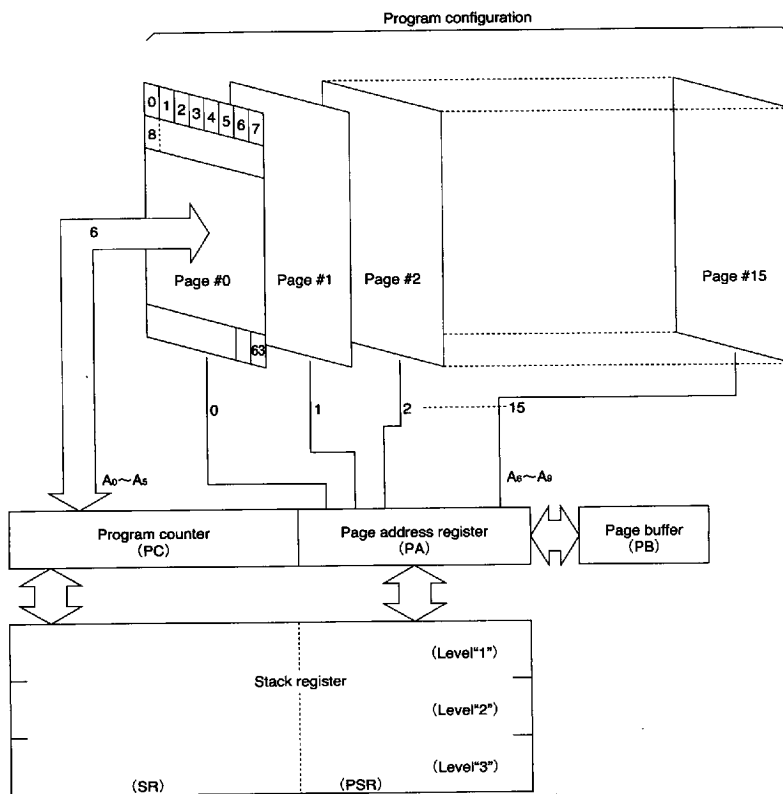 Program configuration
0 1 2 3 4 5 6 7
8
6
Page #0
Page #1
Page #2
Page #15
63
0
1
2
15
A0~A5
A6~A9
Program counter
(PC)
Page address register
(PA)
Page buffer
(PB)
(Level"1")
Stack register
(Level"2")
(Level"3")
(SR)
(PSR)